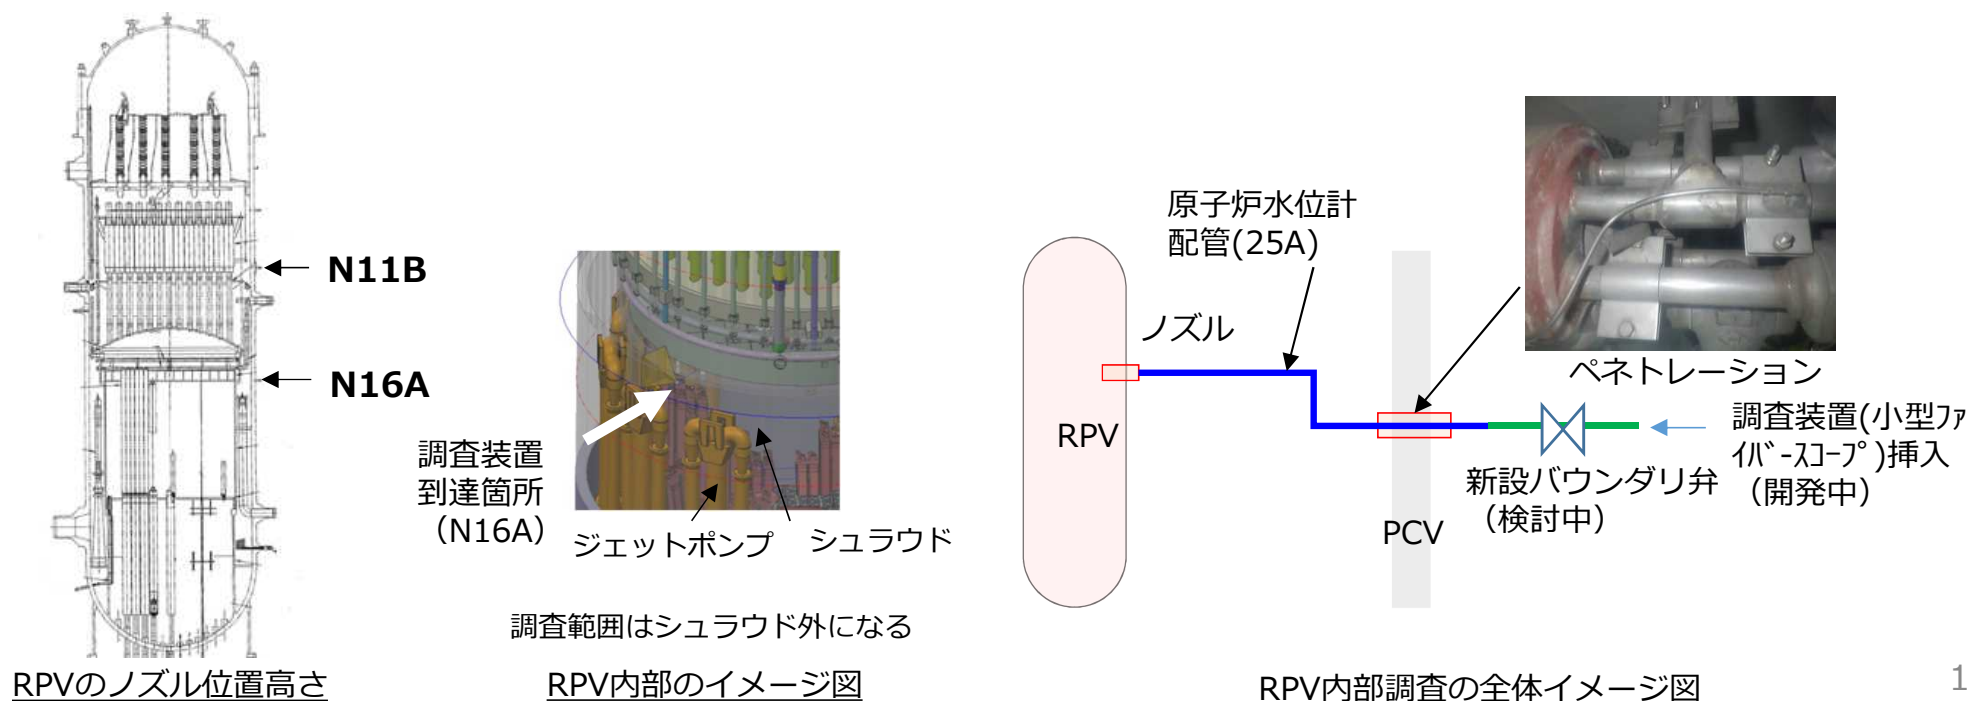 N11B
N16A
RPVのノズル位置高さ
調査装置
到達箇所
（N16A）
ジェットポンプ
シュラウド
調査範囲はシュラウド外になる
RPV内部のイメージ図
原子炉水位計
配管(25A)
ノズル
RPV
PCV
ペネトレーション
新設バウンダリ弁
（検討中）
調査装置(小型ﾌｧ
ｲﾊﾞｰｽｺｰﾌﾟ)挿入
（開発中）
RPV内部調査の全体イメージ図
1